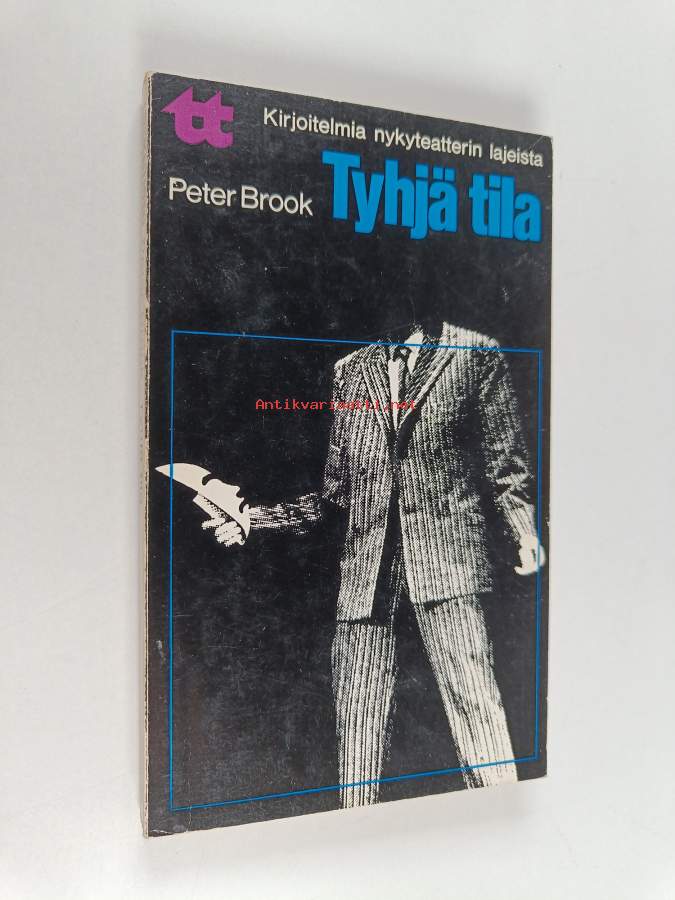 tt
Kirjoitelmia nykyteatterin lajeista
Peter Brook
Tyhjä tila
Antikvariaatti.net